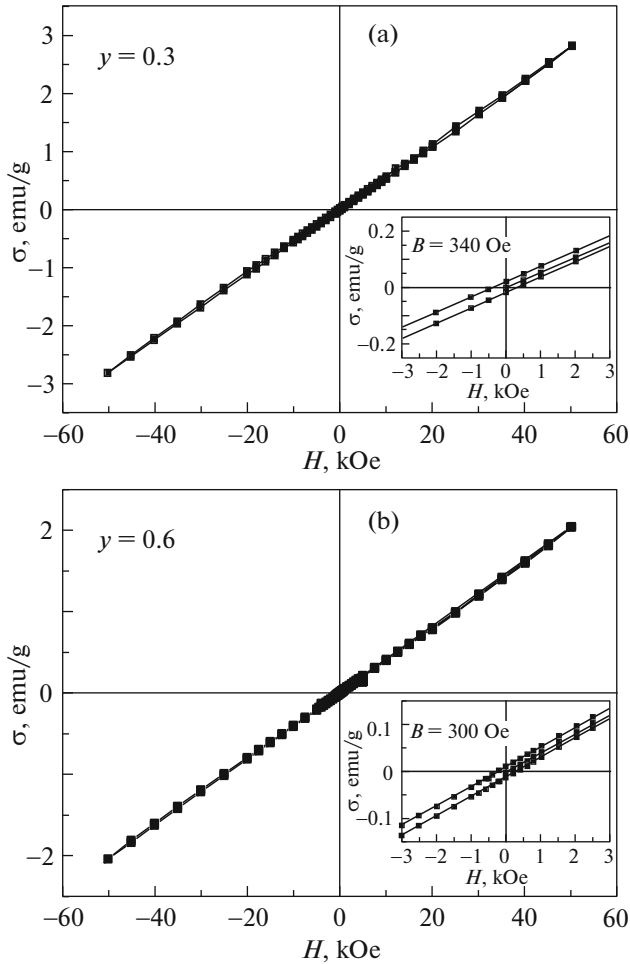 3
(a)
y = 0.3
2
1
0
σ, emu/g
−1
−2
−3
0.2
B = 340 Oe
0
σ, emu/g
−0.2
−3 −2 −1 0 1 2 3
H, kOe
−60 −40 −20 0 20 40 60
H, kOe
(b)
2
y = 0.6
0
σ, emu/g
−2
0.1
B = 300 Oe
0
σ, emu/g
−0.1
−3 −2 −1 0 1 2 3
H, kOe
−60 −40 −20 0 20 40 60
H, kOe